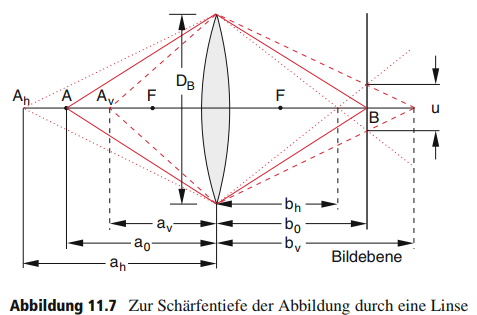 D_B
A_h A A_v F F
B
u
b_h
a_v b_0
a_0 b_v
Bildebene
a_h
Abbildung 11.7 Zur Schärfentiefe der Abbildung durch eine Linse